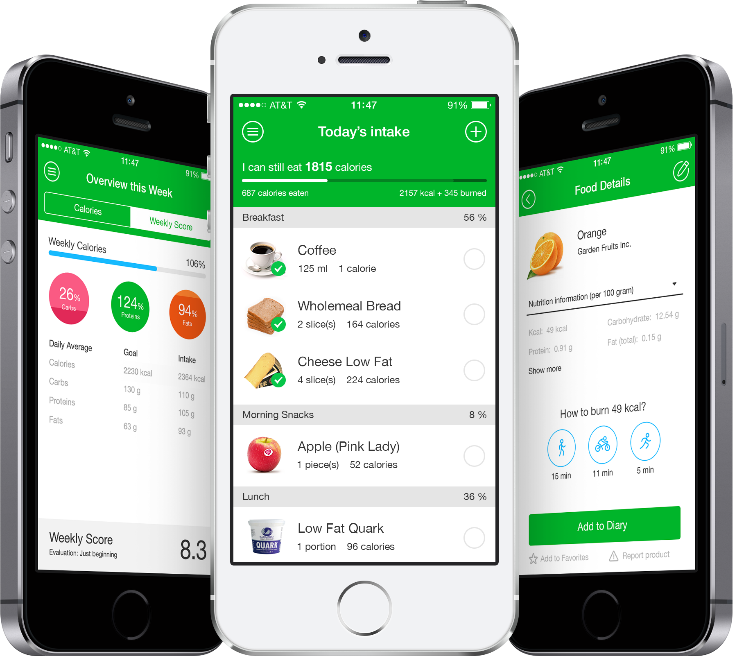 AT&T 11:47 91%
Overview this Week
Calories Weekly Score
Weekly Calories
106%
26%
Carbs
124%
Proteins
94%
Fats
Daily Average Goal Intake
Calories 2230 kcal 2364 kcal
Carbs 130 g 110 g
Proteins 85 g 105 g
Fats 63 g 93 g
Weekly Score
Evaluation: Just beginning
8.3
AT&T 11:47 91%
Today's intake
I can still eat 1815 calories
687 calories eaten 2157 kcal + 345 burned
Breakfast 56 %
Coffee
125 ml 1 calorie
Wholemeal Bread
2 slice(s) 164 calories
Cheese Low Fat
4 slice(s) 224 calories
Morning Snacks 8 %
Apple (Pink Lady)
1 piece(s) 52 calories
Lunch 36 %
QUARK
Low Fat Quark
1 portion 96 calories
AT&T 11:47 91%
Food Details
Orange
Garden Fruits Inc.
Nutrition information (per 100 gram)
Kcal: 49 kcal Carbohydrate: 12.54 g
Protein: 0.91 g Fat (total): 0.15 g
Show more
How to burn 49 kcal?
15 min 11 min 5 min
Add to Diary
Add to Favorites Report product